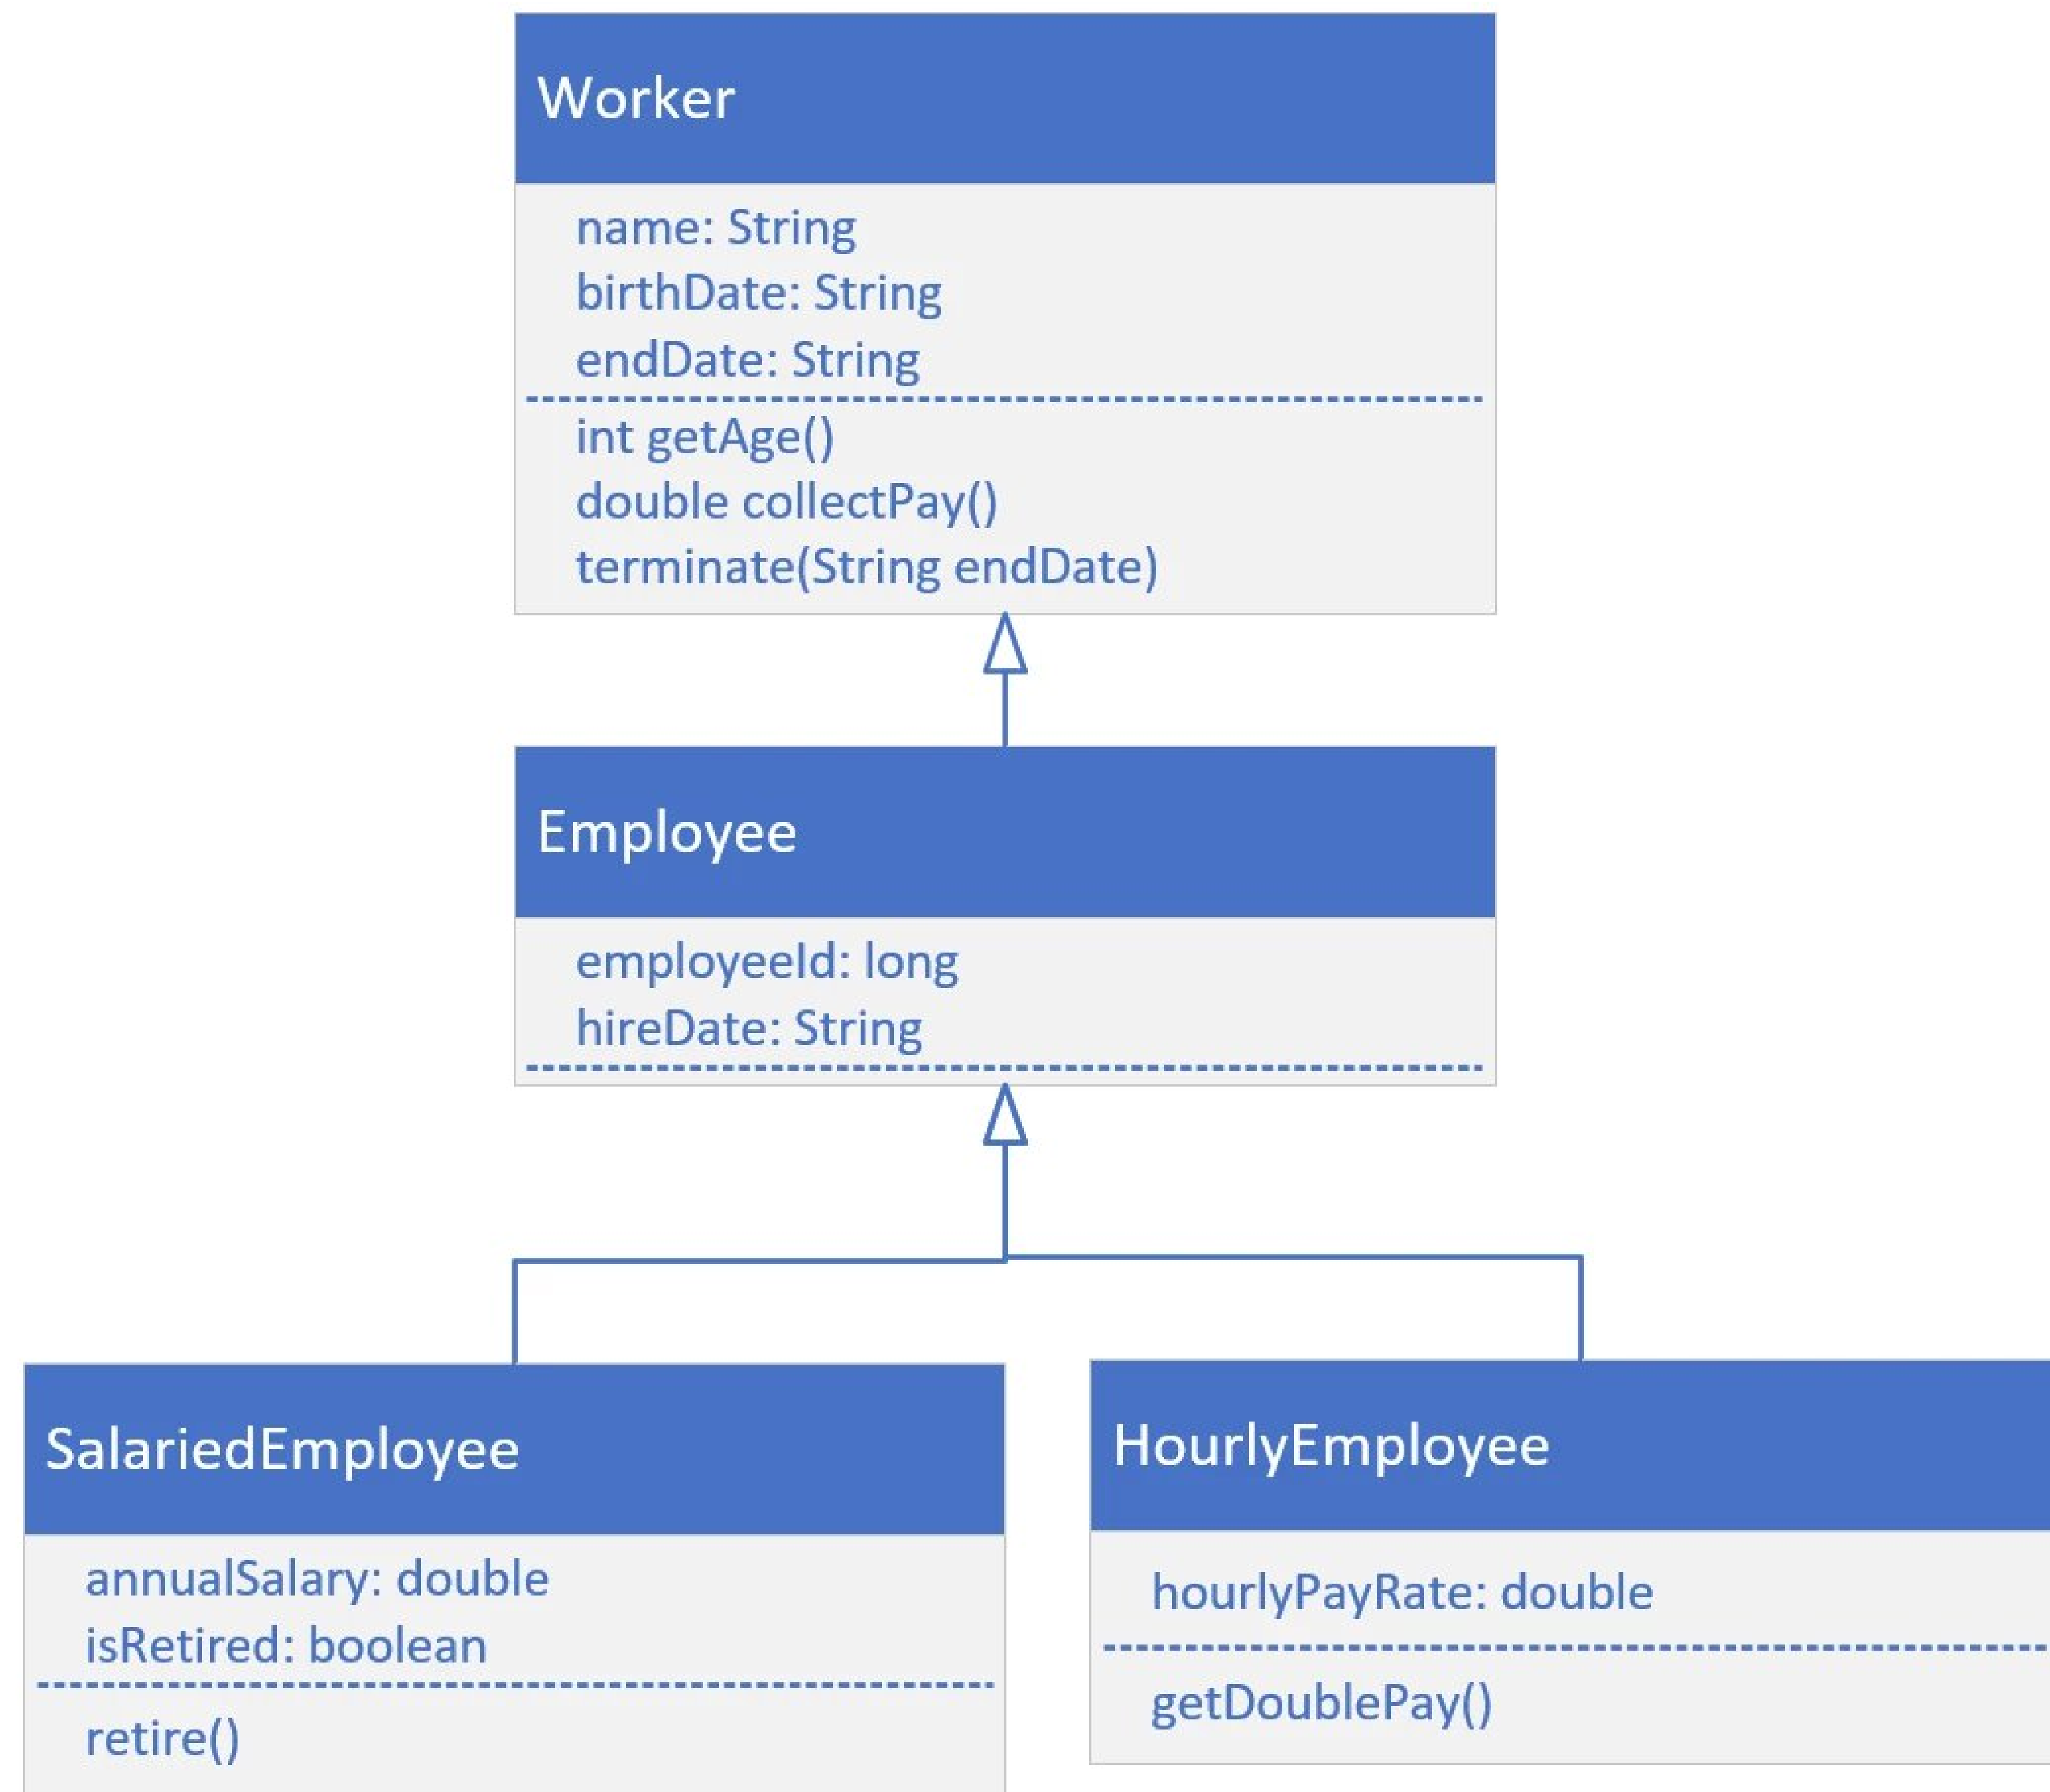 Worker
name: String
birthDate: String
endDate: String
int getAge()
double collectPay()
terminate(String endDate)
Employee
employeeId: long
hireDate: String
SalariedEmployee
annualSalary: double
isRetired: boolean
retire()
HourlyEmployee
hourlyPayRate: double
getDoublePay()